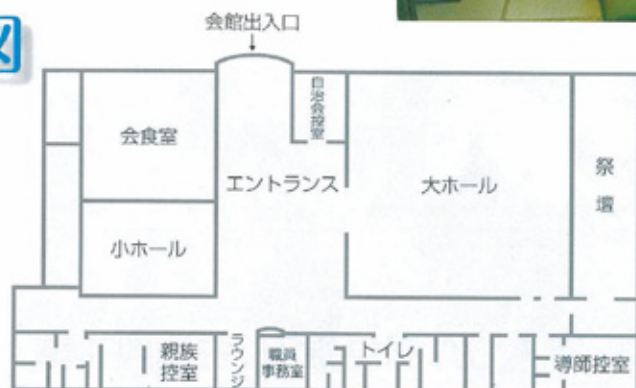 図
会館出入口
自治会控室
会食室
エントランス
大ホール
祭壇
小ホール
親族
控室
ラウンジ
職員
事務室
トイレ
導師控室